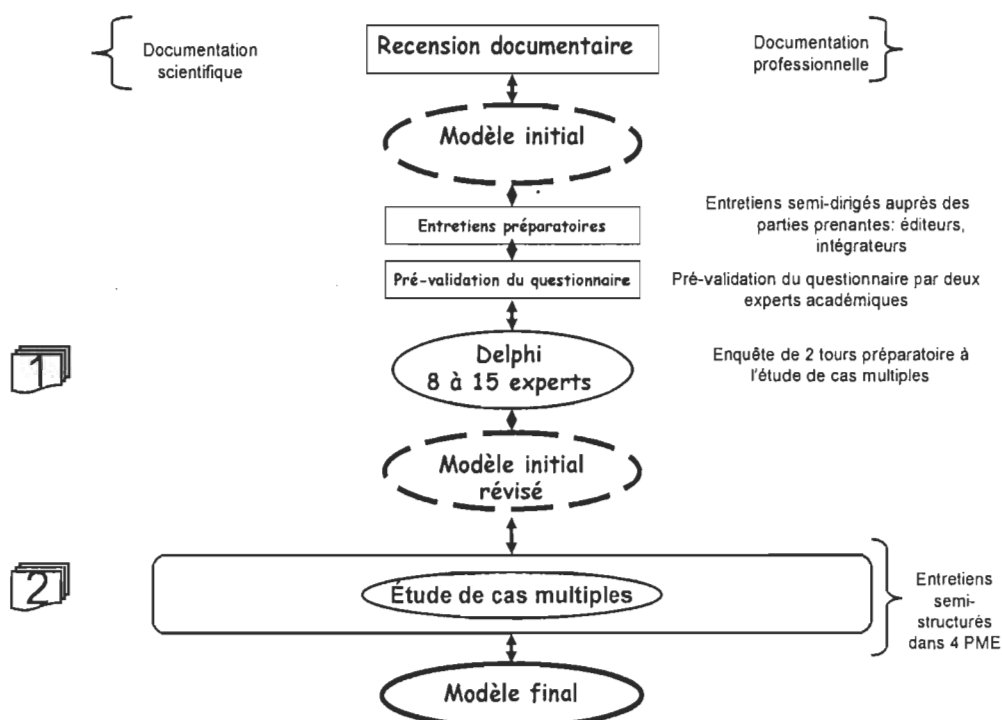 Documentation
scientifique
Recension documentaire
Documentation
professionnelle
Modèle initial
Entretiens préparatoires
Entretiens semi-dirigés auprès des
parties prenantes: éditeurs,
intégrateurs
Pré-validation du questionnaire
Pré-validation du questionnaire par deux
experts académiques
1
Delphi
8 à 15 experts
Enquête de 2 tours préparatoire à
l'étude de cas multiples
Modèle initial
révisé
2
Étude de cas multiples
Entretiens
semi-
structurés
dans 4 PME
Modèle final